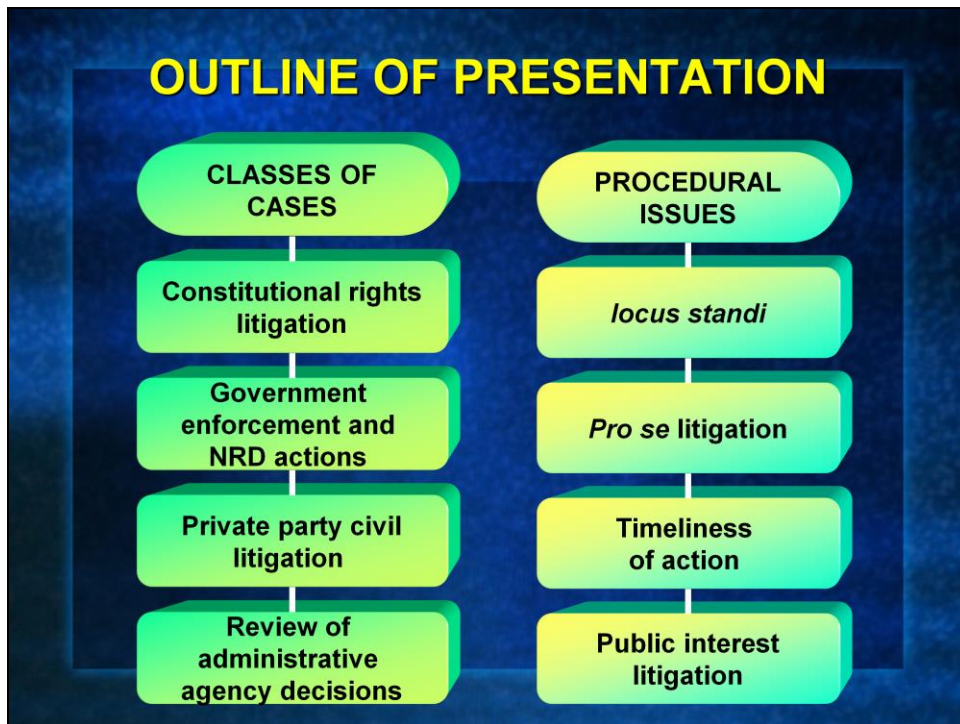 OUTLINE OF PRESENTATION
CLASSES OF
CASES
Constitutional rights
litigation
Government
enforcement and
NRD actions
Private party civil
litigation
Review of
administrative
agency decisions
PROCEDURAL
ISSUES
locus standi
Pro se litigation
Timeliness
of action
Public interest
litigation